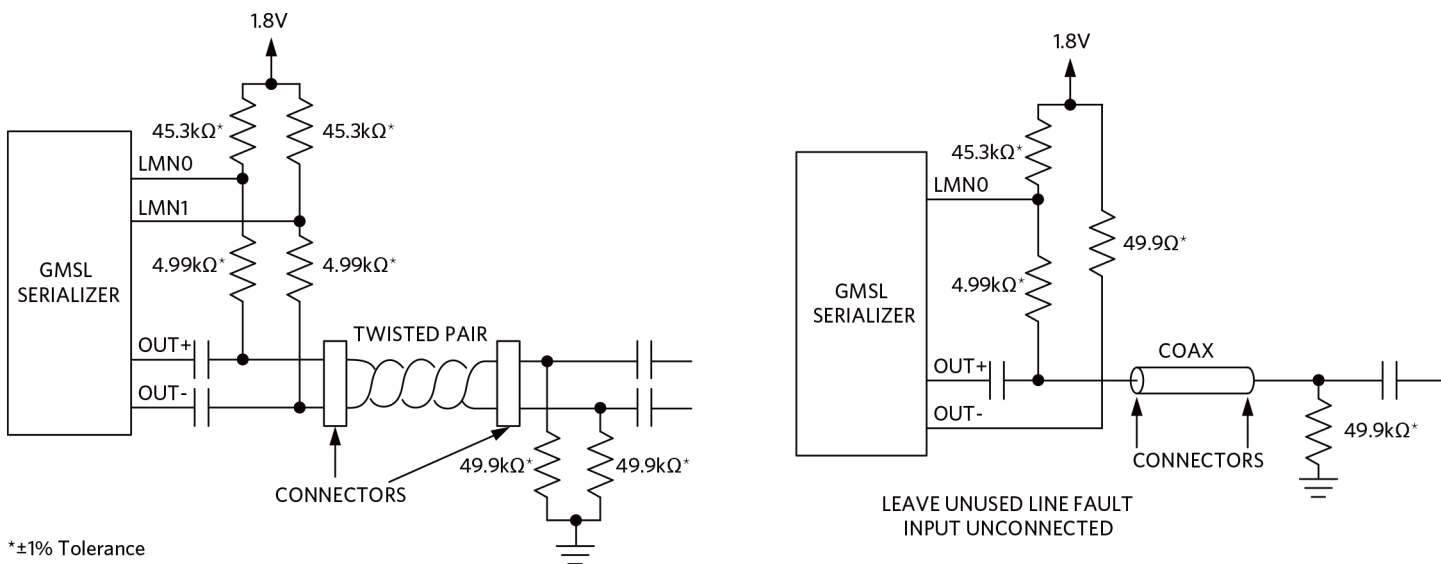 1.8V
45.3kΩ*
45.3kΩ*
LMN0
LMN1
GMSL
SERIALIZER
4.99kΩ*
4.99kΩ*
TWISTED PAIR
OUT+
OUT-
49.9kΩ*
49.9kΩ*
CONNECTORS
*±1% Tolerance
1.8V
45.3kΩ*
LMN0
49.9Ω*
4.99kΩ*
GMSL
SERIALIZER
COAX
OUT+
OUT-
49.9kΩ*
CONNECTORS
LEAVE UNUSED LINE FAULT
INPUT UNCONNECTED